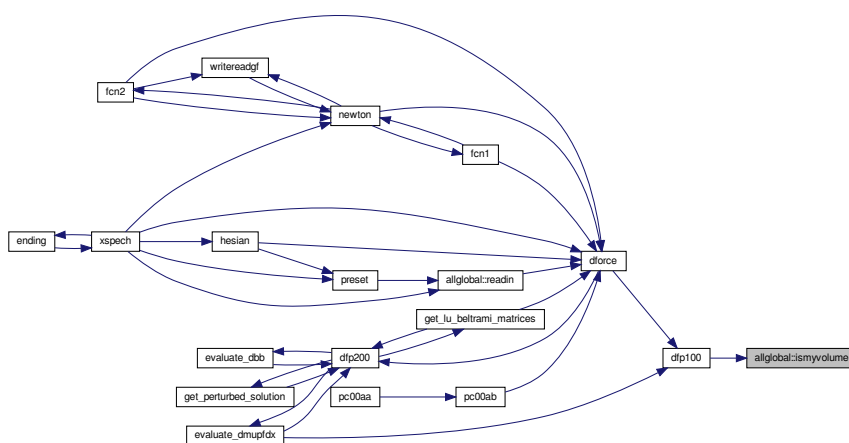 writereadgf
fcn2
newton
fcn1
ending
xspech
hesian
dforce
preset
allglobal::readin
get_lu_beltrami_matrices
evaluate_dbb
dfp200
dfp100
allglobal::ismyvolume
get_perturbed_solution
pc00aa
pc00ab
evaluate_dmupfdx